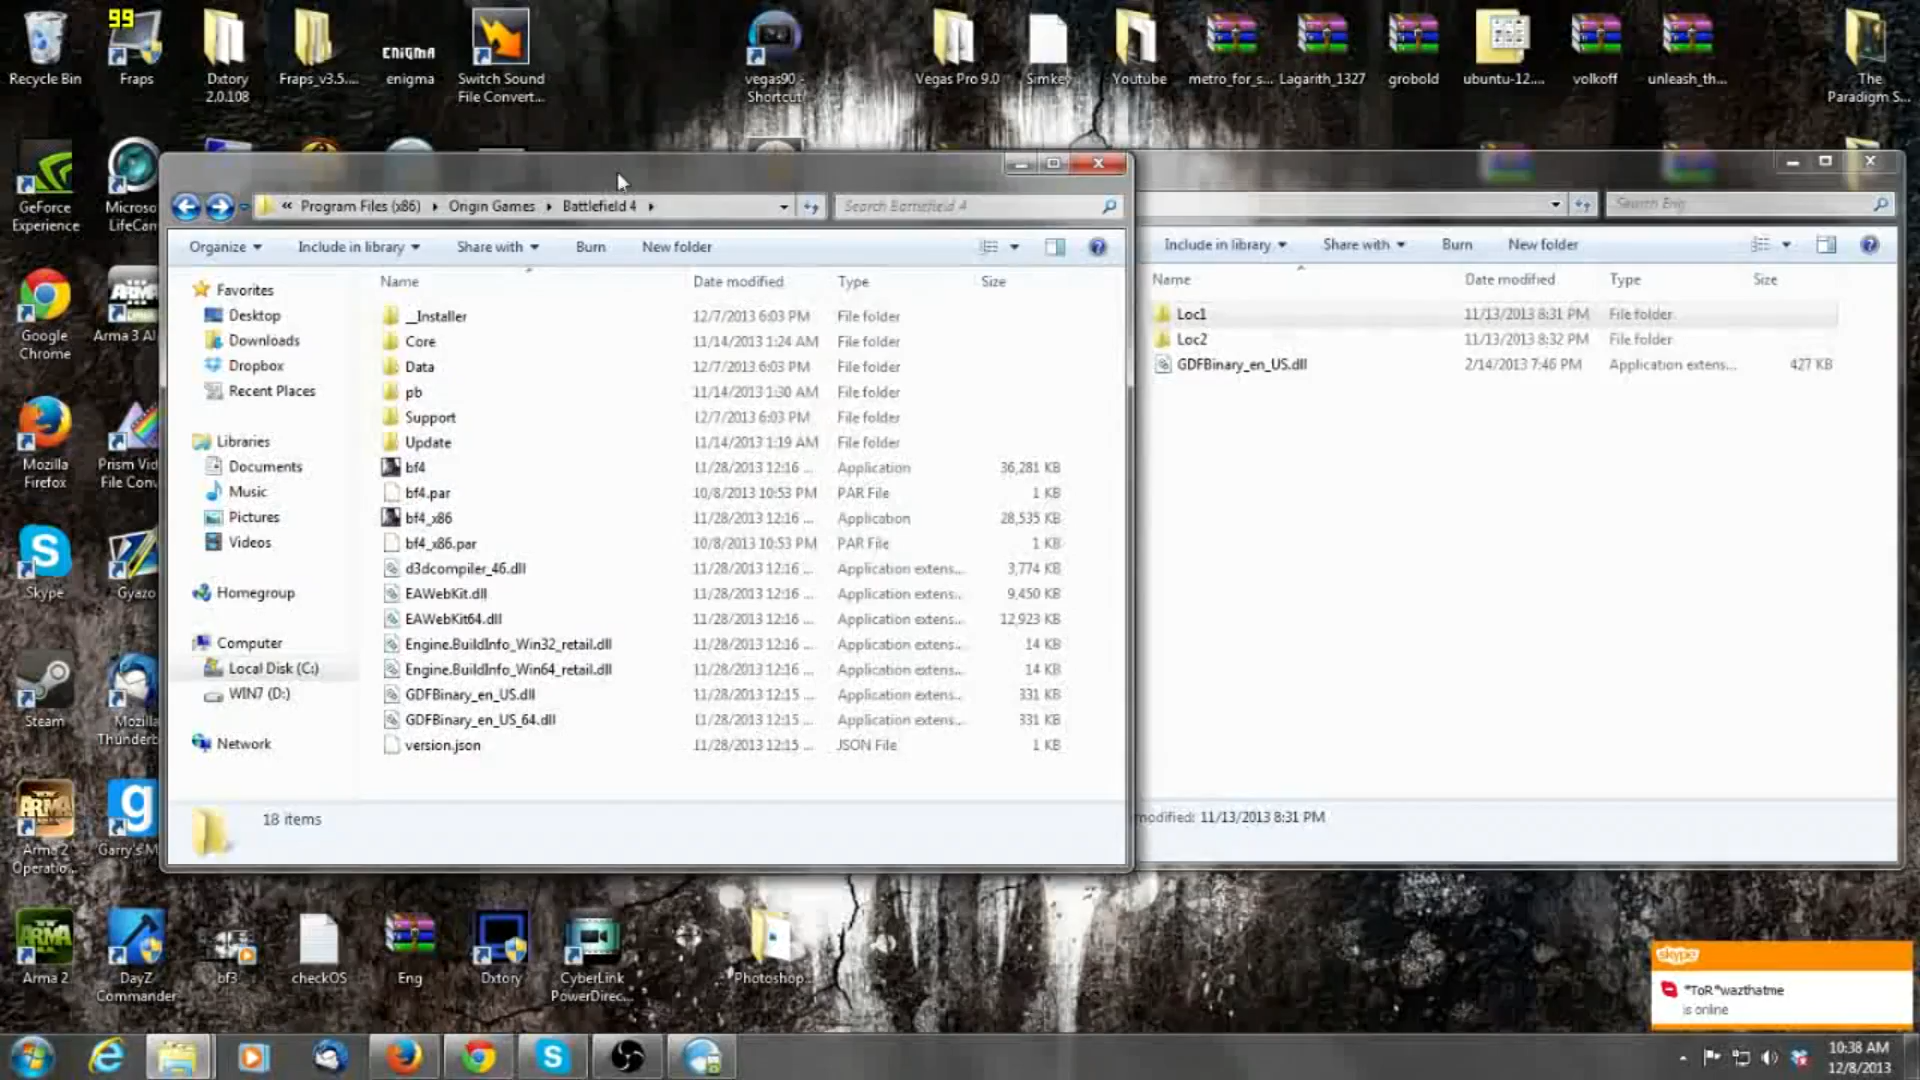 99
Recycle Bin
Fraps
Dxtory
2.0.108
Fraps_v3.5....
ENIGMA
enigma
Switch Sound
File Convert...
vegas90 -
Shortcut
Vegas Pro 9.0
Simkey
Youtube
metro_for_s...
Lagarith_1327
grobold
ubuntu-12....
volkoff
unleash_th...
The
Paradigm S...
GeForce
Experience
Microso
LifeCan
Google
Chrome
ARM
Arma 3 Al
Mozilla
Firefox
Prism Vid
File Conv
Skype
Gyazo
Steam
Mozilla
Thunderb
ARMA
Arma 2
Operatio...
Garry's M
« Program Files (x86) ▸ Origin Games ▸ Battlefield 4 ▸
Search Battlefield 4
Organize
Include in library
Share with
Burn
New folder
Name
Date modified
Type
Size
Favorites
Desktop
Downloads
Dropbox
Recent Places
Libraries
Documents
Music
Pictures
Videos
Homegroup
Computer
Local Disk (C:)
WIN7 (D:)
Network
__Installer 12/7/2013 6:03 PM File folder
Core 11/14/2013 1:24 AM File folder
Data 12/7/2013 6:03 PM File folder
pb 11/14/2013 1:30 AM File folder
Support 12/7/2013 6:03 PM File folder
Update 11/14/2013 1:19 AM File folder
bf4 11/28/2013 12:16 ... Application 36,281 KB
bf4.par 10/8/2013 10:53 PM PAR File 1 KB
bf4_x86 11/28/2013 12:16 ... Application 28,535 KB
bf4_x86.par 10/8/2013 10:53 PM PAR File 1 KB
d3dcompiler_46.dll 11/28/2013 12:16 ... Application extens... 3,774 KB
EAWebKit.dll 11/28/2013 12:16 ... Application extens... 9,450 KB
EAWebKit64.dll 11/28/2013 12:16 ... Application extens... 12,923 KB
Engine.BuildInfo_Win32_retail.dll 11/28/2013 12:16 ... Application extens... 14 KB
Engine.BuildInfo_Win64_retail.dll 11/28/2013 12:16 ... Application extens... 14 KB
GDFBinary_en_US.dll 11/28/2013 12:15 ... Application extens... 331 KB
GDFBinary_en_US_64.dll 11/28/2013 12:15 ... Application extens... 331 KB
version.json 11/28/2013 12:15 ... JSON File 1 KB
18 items
Search Eng
Include in library
Share with
Burn
New folder
Name
Date modified
Type
Size
Loc1 11/13/2013 8:31 PM File folder
Loc2 11/13/2013 8:32 PM File folder
GDFBinary_en_US.dll 2/14/2013 7:46 PM Application extens... 427 KB
modified: 11/13/2013 8:31 PM
ARMA
Arma 2
DayZ
Commander
bf3
checkOS
Eng
Dxtory
CyberLink
PowerDirec...
Photoshop...
skype
*ToR*wazthatme
is online
10:38 AM
12/8/2013